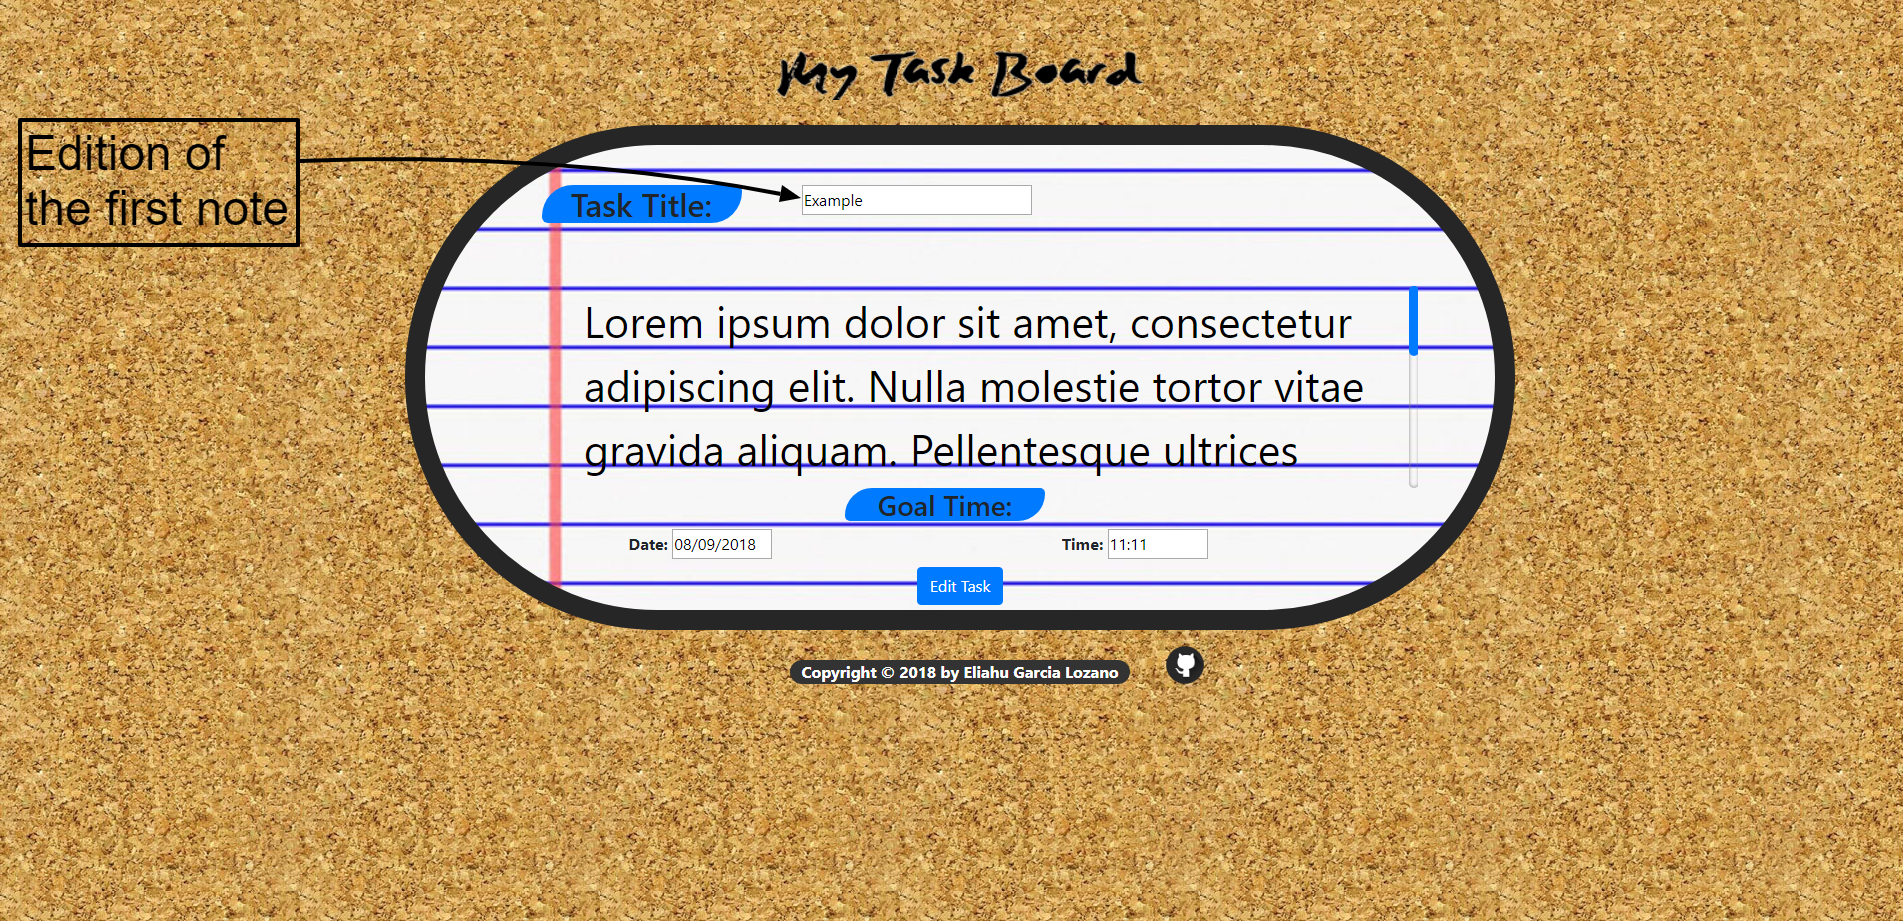 My Task Board
Edition of
the first note
Task Title:
Example
Lorem ipsum dolor sit amet, consectetur
adipiscing elit. Nulla molestie tortor vitae
gravida aliquam. Pellentesque ultrices
Goal Time:
Date: 08/09/2018
Time: 11:11
Edit Task
Copyright © 2018 by Eliahu Garcia Lozano